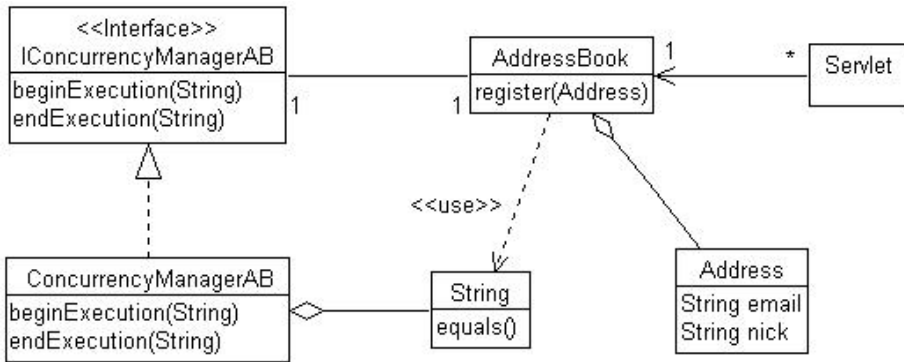 <<Interface>>
IConcurrencyManagerAB
beginExecution(String)
endExecution(String)
1
1
AddressBook
register(Address)
1
*
Servlet
<<use>>
ConcurrencyManagerAB
beginExecution(String)
endExecution(String)
String
equals()
Address
String email
String nick